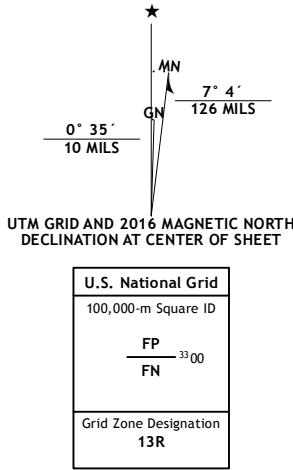 ★
MN
7° 4´
126 MILS
GN
0° 35´
10 MILS
UTM GRID AND 2016 MAGNETIC NORTH
DECLINATION AT CENTER OF SHEET
U.S. National Grid
100,000-m Square ID
FP
3300
FN
Grid Zone Designation
13R